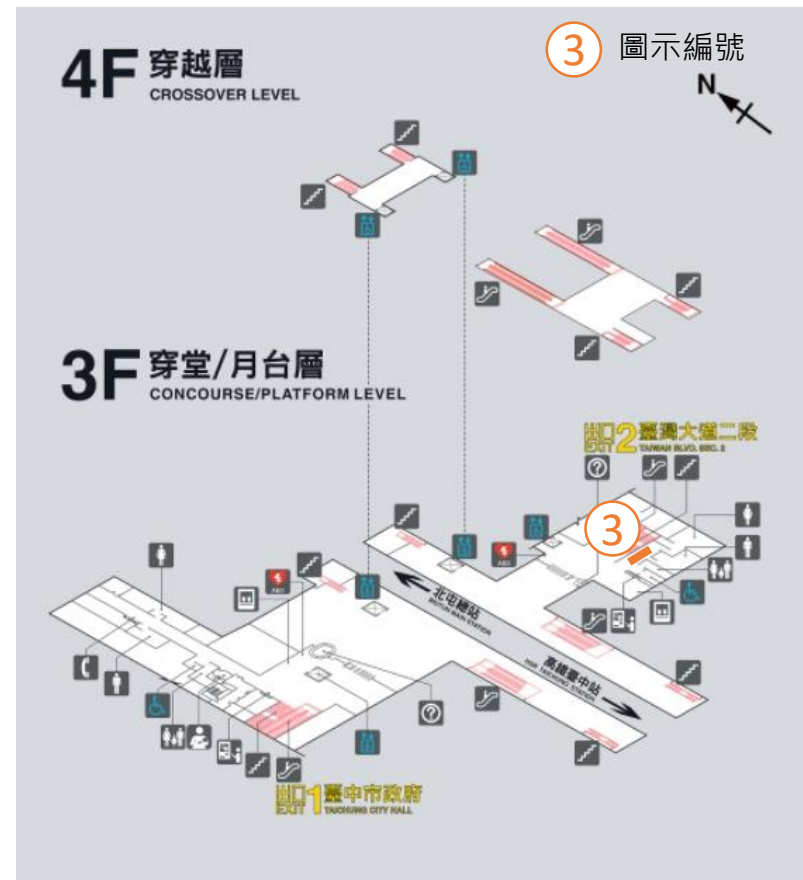 3 圖示編號
4F 穿越層
CROSSOVER LEVEL
N
3F 穿堂/月台層
CONCOURSE/PLATFORM LEVEL
出口 EXIT 2 臺灣大道二段
TAIWAN BLVD. SEC. 2
?
3
AED
AED
北屯總站
BEITUN MAIN STATION
高鐵臺中站
HSR TAICHUNG STATION
?
出口 EXIT 1 臺中市政府
TAICHUNG CITY HALL